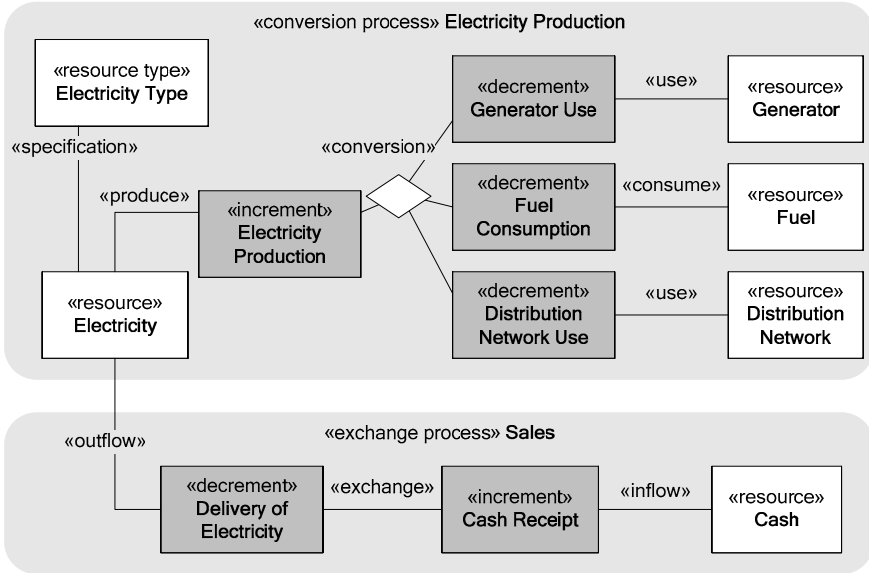 «conversion process» Electricity Production
«resource type»
Electricity Type
«specification»
«produce»
«increment»
Electricity
Production
«resource»
Electricity
«conversion»
«decrement»
Generator Use
«use»
«resource»
Generator
«decrement»
Fuel
Consumption
«consume»
«resource»
Fuel
«decrement»
Distribution
Network Use
«use»
«resource»
Distribution
Network
«outflow»
«exchange process» Sales
«decrement»
Delivery of
Electricity
«exchange»
«increment»
Cash Receipt
«inflow»
«resource»
Cash